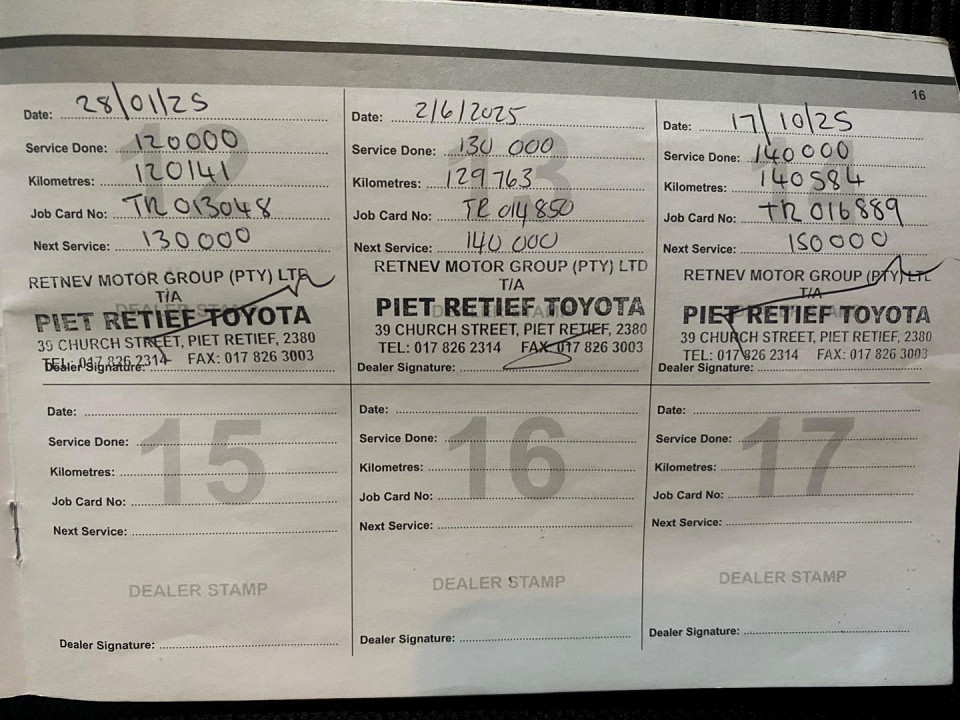 16
12
Date: 28/01/25
Service Done: 120000
Kilometres: 120141
Job Card No: TR 013048
Next Service: 130000
DEALER STAMP
RETNEV MOTOR GROUP (PTY) LTD
T/A
PIET RETIEF TOYOTA
39 CHURCH STREET, PIET RETIEF, 2380
TEL: 017 826 2314 FAX: 017 826 3003
Dealer Signature:
13
Date: 2/6/2025
Service Done: 130 000
Kilometres: 129763
Job Card No: TR 014850
Next Service: 140 000
DEALER STAMP
RETNEV MOTOR GROUP (PTY) LTD
T/A
PIET RETIEF TOYOTA
39 CHURCH STREET, PIET RETIEF, 2380
TEL: 017 826 2314 FAX: 017 826 3003
Dealer Signature:
Date: 17/10/25
Service Done: 140000
Kilometres: 140584
Job Card No: TR 016889
Next Service: 150000
RETNEV MOTOR GROUP (PTY) LTD
T/A
PIET RETIEF TOYOTA
39 CHURCH STREET, PIET RETIEF, 2380
TEL: 017 826 2314 FAX: 017 826 3003
Dealer Signature:
15
Date:
Service Done:
Kilometres:
Job Card No:
Next Service:
DEALER STAMP
Dealer Signature:
16
Date:
Service Done:
Kilometres:
Job Card No:
Next Service:
DEALER STAMP
Dealer Signature:
17
Date:
Service Done:
Kilometres:
Job Card No:
Next Service:
DEALER STAMP
Dealer Signature: